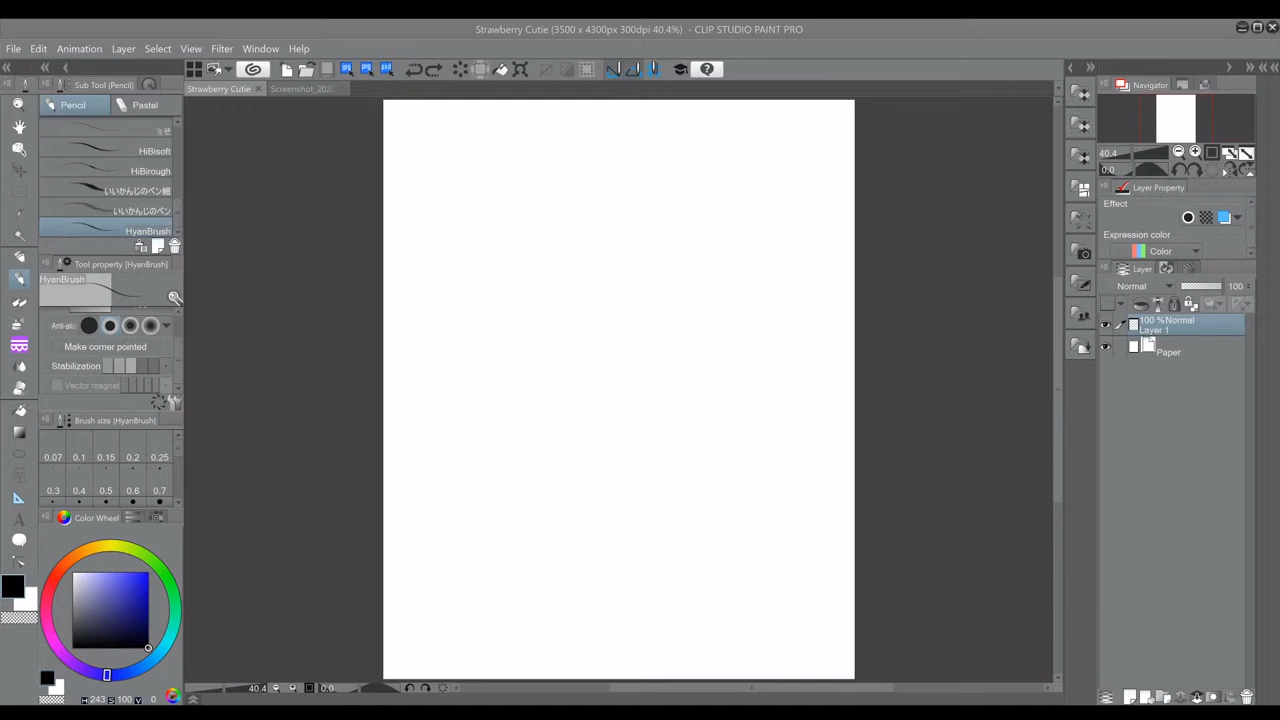 Strawberry Cutie (3500 x 4300px 300dpi 40.4%) - CLIP STUDIO PAINT PRO
File Edit Animation Layer Select View Filter Window Help
Sub Tool [Pencil]
Strawberry Cutie
Navigator
Pencil Pastel
HiBisoft
HiBirough
いいかんじのペン細
いいかんじのペン
HyanBrush
40.4
0.0
Layer Property
Effect
Expression color
Color
Tool property [HyanBrush]
HyanBrush
Layer
Normal 100
Make corner pointed
100 % Normal
Layer 1
Paper
Stabilization
Vector magnet
Brush size [HyanBrush]
0.07 0.1 0.15 0.2 0.25
0.3 0.4 0.5 0.6 0.7
Color Wheel
40.4 0.0
H 243 S 100 V 0